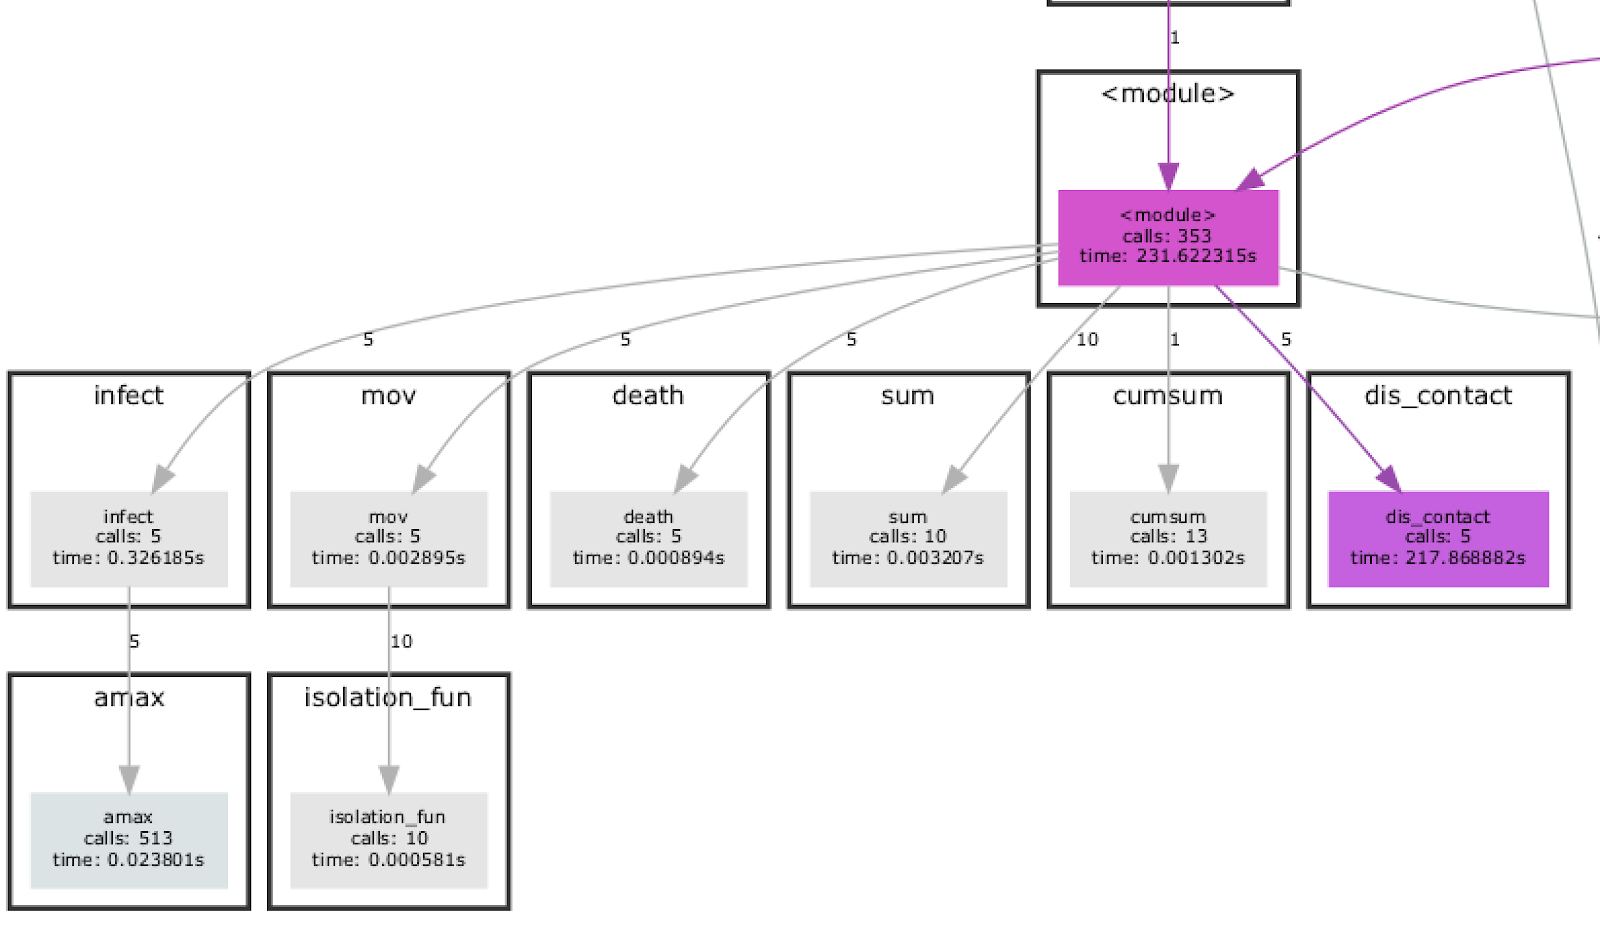 1
<module>
<module>
calls: 353
time: 231.622315s
5
5
5
10
1
5
infect
mov
death
sum
cumsum
dis_contact
infect
calls: 5
time: 0.326185s
mov
calls: 5
time: 0.002895s
death
calls: 5
time: 0.000894s
sum
calls: 10
time: 0.003207s
cumsum
calls: 13
time: 0.001302s
dis_contact
calls: 5
time: 217.868882s
5
10
amax
isolation_fun
amax
calls: 513
time: 0.023801s
isolation_fun
calls: 10
time: 0.000581s